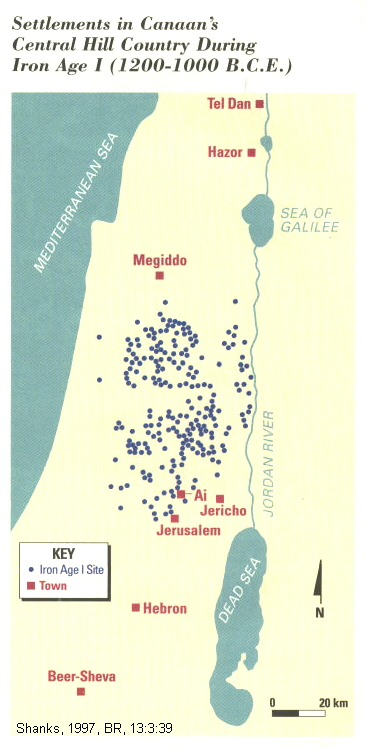 Settlements in Canaan's
Central Hill Country During
Iron Age I (1200-1000 B.C.E.)
Tel Dan
Hazor
MEDITERRANEAN SEA
SEA OF
GALILEE
Megiddo
JORDAN RIVER
Ai
Jericho
Jerusalem
KEY
Iron Age I Site
Town
DEAD SEA
N
Hebron
Beer-Sheva
0 20 km
Shanks, 1997, BR, 13:3:39